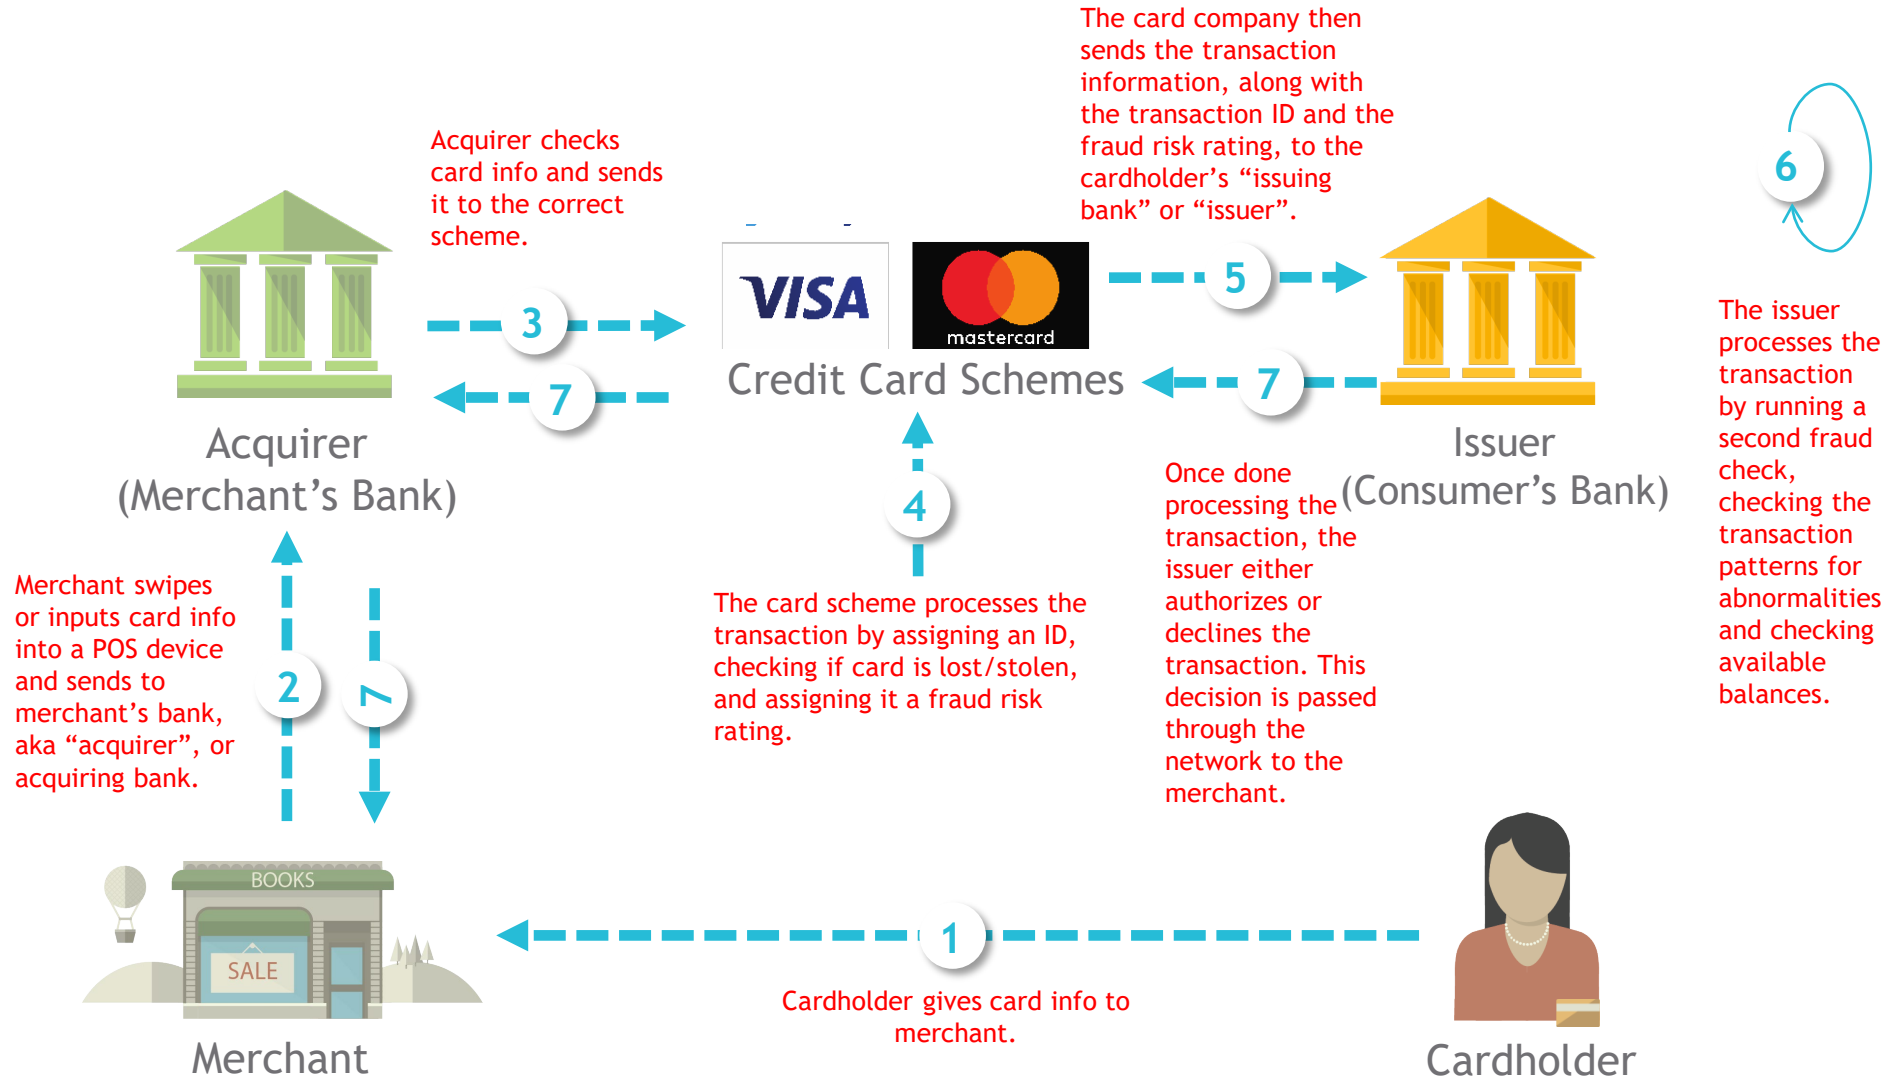 The card company then
sends the transaction
information, along with
the transaction ID and the
fraud risk rating, to the
cardholder’s “issuing
bank” or “issuer”.
Acquirer checks
card info and sends
it to the correct
scheme.
6
VISA
mastercard
5
3
7
7
Credit Card Schemes
The issuer
processes the
transaction
by running a
second fraud
check,
checking the
transaction
patterns for
abnormalities
and checking
available
balances.
Acquirer
(Merchant’s Bank)
Issuer
(Consumer’s Bank)
4
Once done
processing the
transaction, the
issuer either
authorizes or
declines the
transaction. This
decision is passed
through the
network to the
merchant.
Merchant swipes
or inputs card info
into a POS device
and sends to
merchant’s bank,
aka “acquirer”, or
acquiring bank.
2
7
The card scheme processes the
transaction by assigning an ID,
checking if card is lost/stolen,
and assigning it a fraud risk
rating.
BOOKS
SALE
1
Cardholder gives card info to
merchant.
Merchant
Cardholder